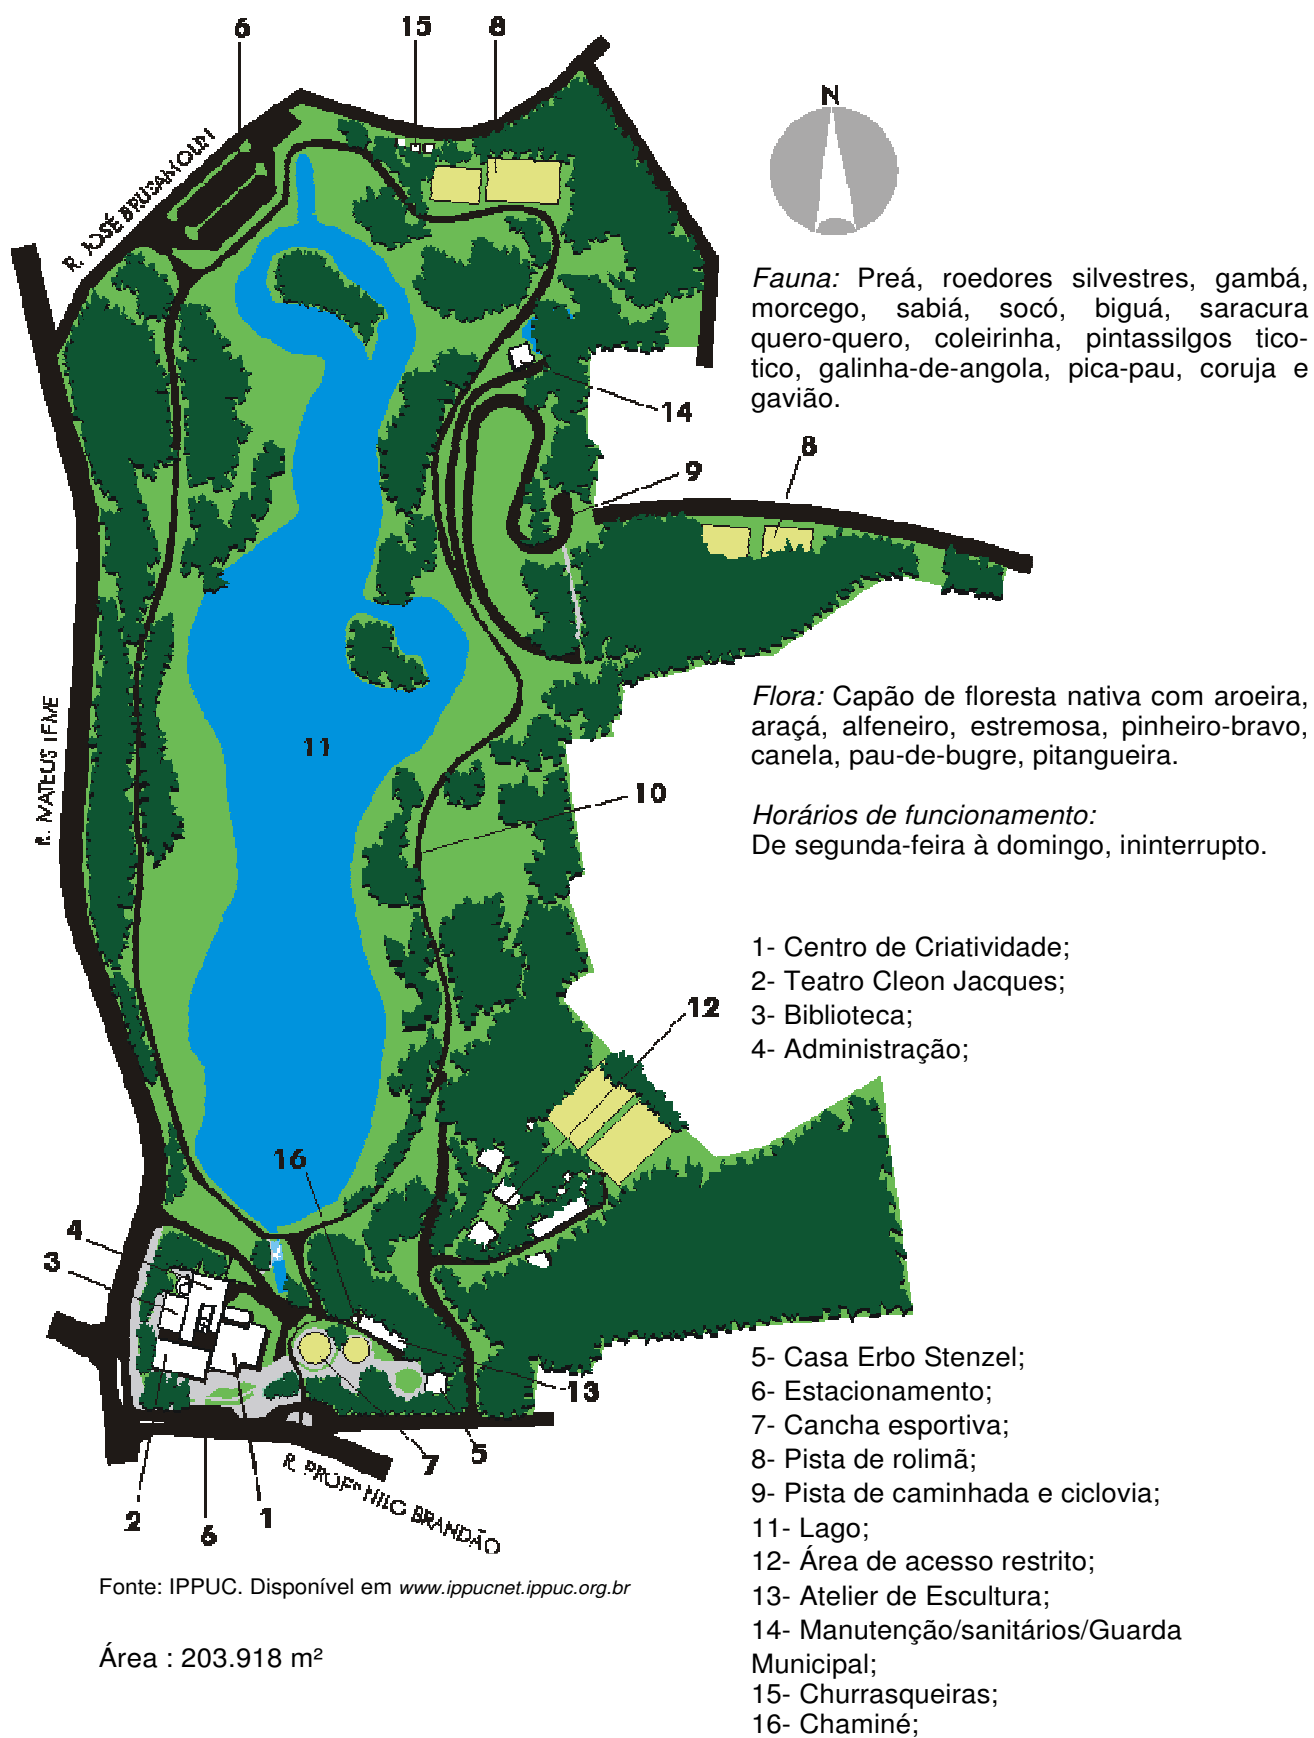 6
15
8
N
R. JOSÉ BRUSAMOLIN
Fauna: Preá, roedores silvestres, gambá,
morcego, sabiá, socó, biguá, saracura
quero-quero, coleirinha, pintassilgos tico-
tico, galinha-de-angola, pica-pau, coruja e
gavião.
14
8
9
Flora: Capão de floresta nativa com aroeira,
araçá, alfeneiro, estremosa, pinheiro-bravo,
canela, pau-de-bugre, pitangueira.
R. MATEUS LEME
11
10
Horários de funcionamento:
De segunda-feira à domingo, ininterrupto.
1- Centro de Criatividade;
2- Teatro Cleon Jacques;
3- Biblioteca;
4- Administração;
12
16
4
3
5- Casa Erbo Stenzel;
6- Estacionamento;
7- Cancha esportiva;
8- Pista de rolimã;
9- Pista de caminhada e ciclovia;
11- Lago;
12- Área de acesso restrito;
13- Atelier de Escultura;
14- Manutenção/sanitários/Guarda
Municipal;
15- Churrasqueiras;
16- Chaminé;
13
5
7
2
6
1
R. PROFº NILO BRANDÃO
Fonte: IPPUC. Disponível em www.ippucnet.ippuc.org.br
Área : 203.918 m²